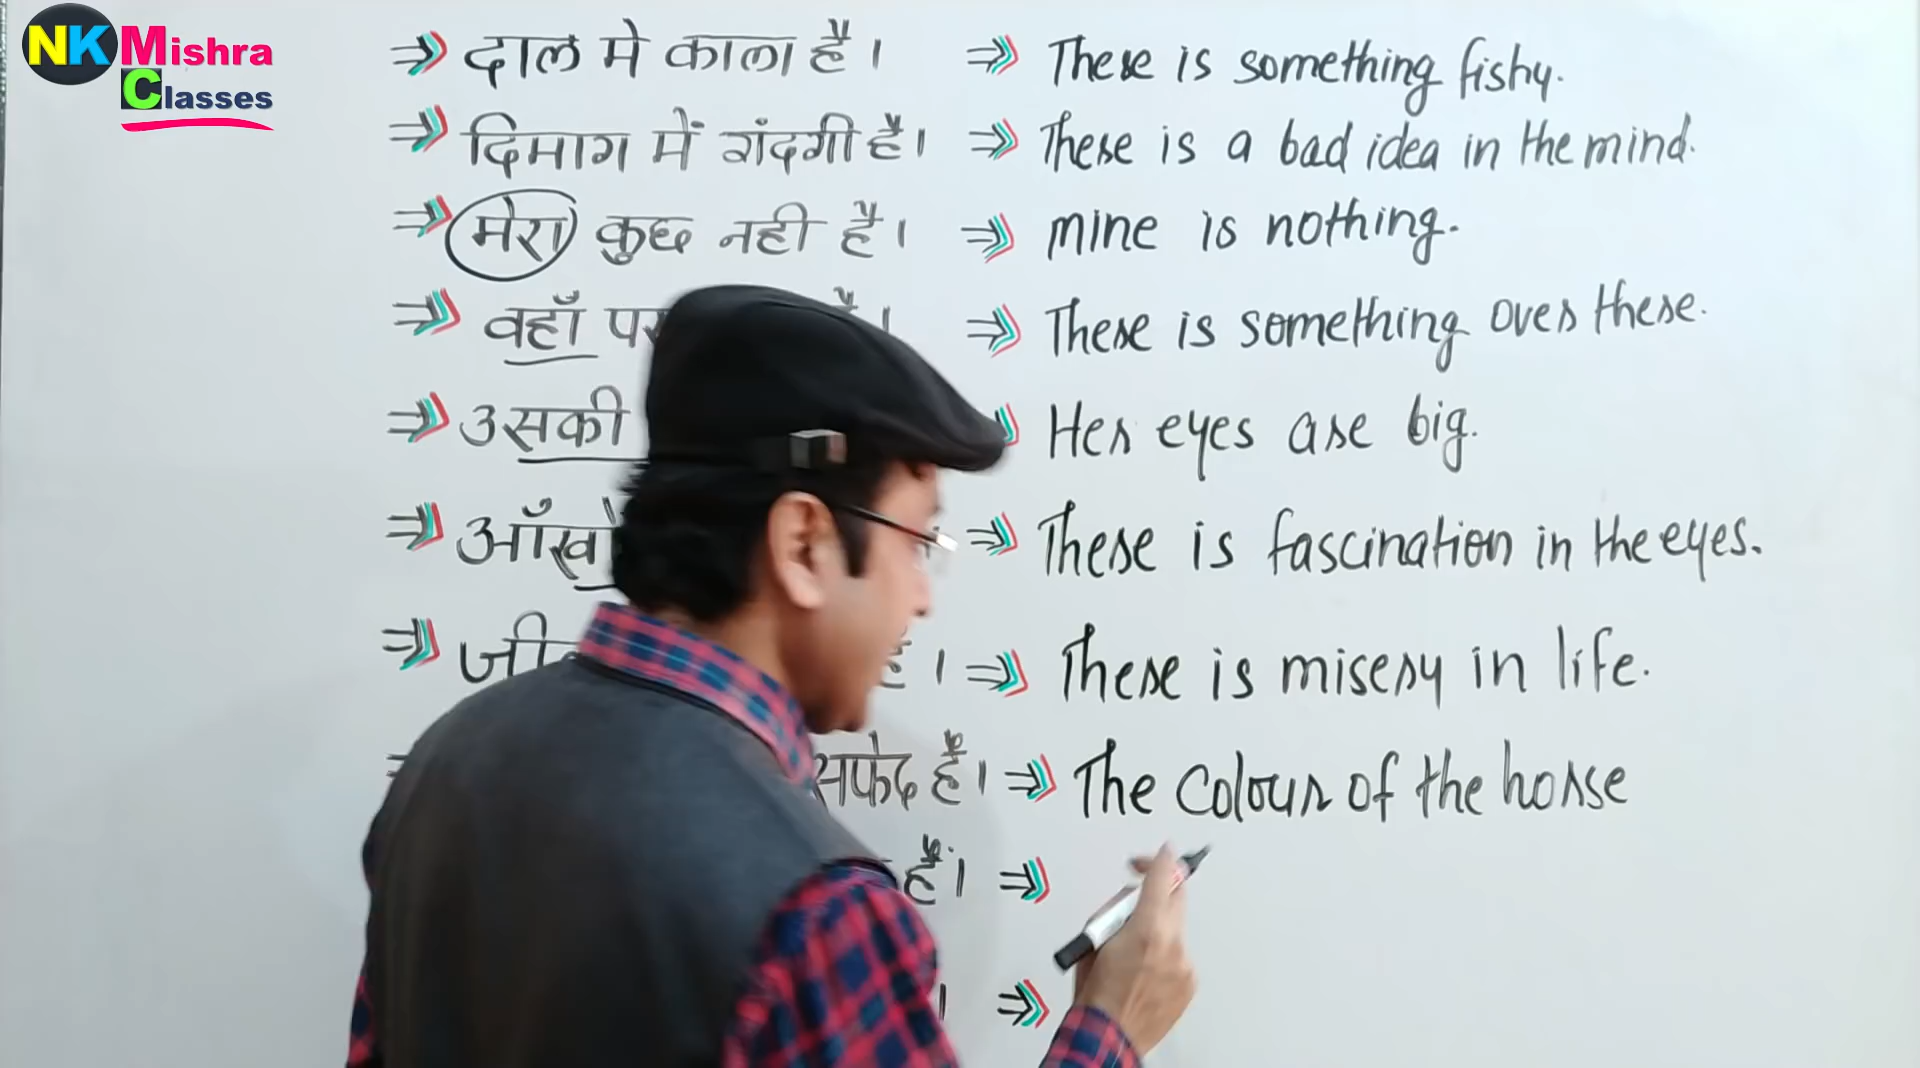 NK Mishra
Classes
दाल मे काला है। There is something fishy.
दिमाग में गंदगी है। There is a bad idea in the mind.
मेरा कुछ नही है। mine is nothing.
वहाँ There is something over there.
उसकी Her eyes are big.
There is fascination in the eyes.
। There is misery in life.
सफेद है। The colour of the horse
हैं।
।